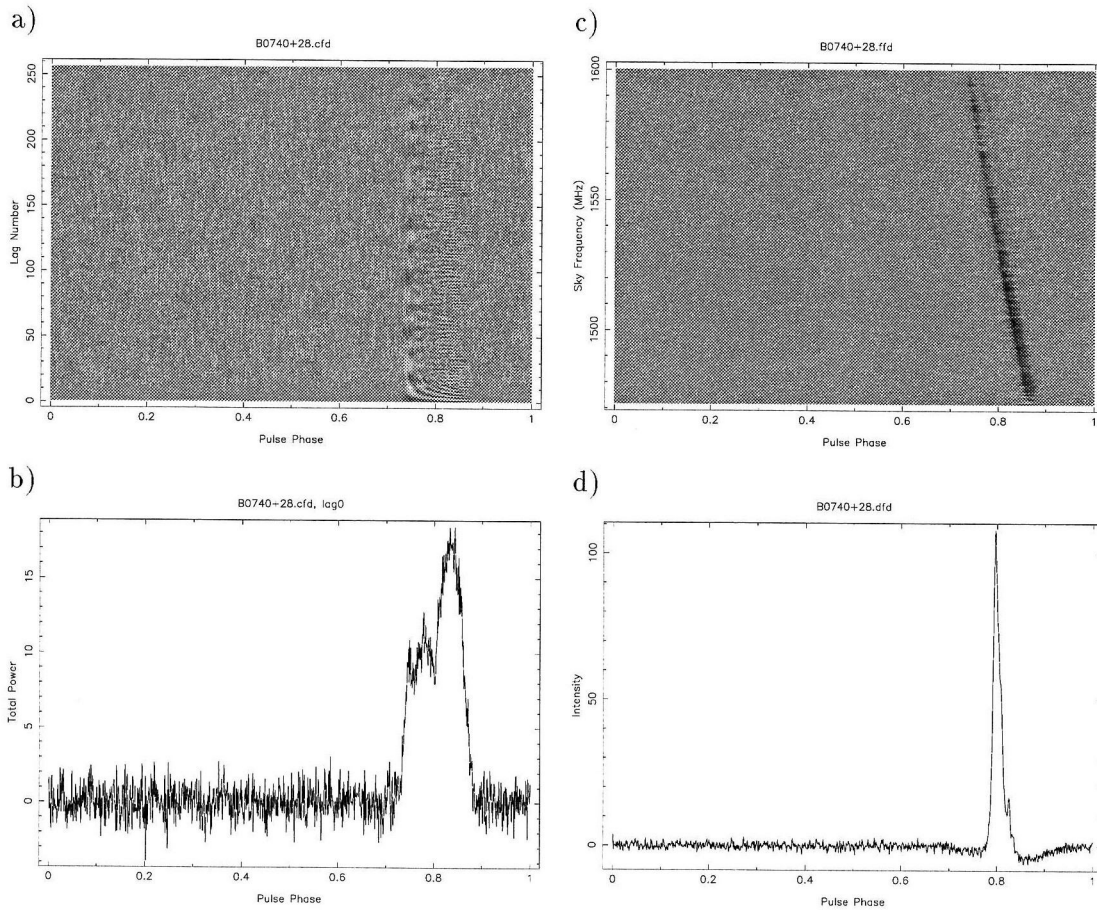 a)
B0740+28.cfd
250
200
150
100
50
0
Lag Number
0
0.2
0.4
0.6
0.8
1
Pulse Phase
c)
B0740+28.ffd
1600
1550
1500
Sky Frequency (MHz)
0
0.2
0.4
0.6
0.8
1
Pulse Phase
b)
B0740+28.cfd, lag0
15
10
5
0
Total Power
0
0.2
0.4
0.6
0.8
1
Pulse Phase
d)
B0740+28.dfd
100
50
0
Intensity
0
0.2
0.4
0.6
0.8
1
Pulse Phase